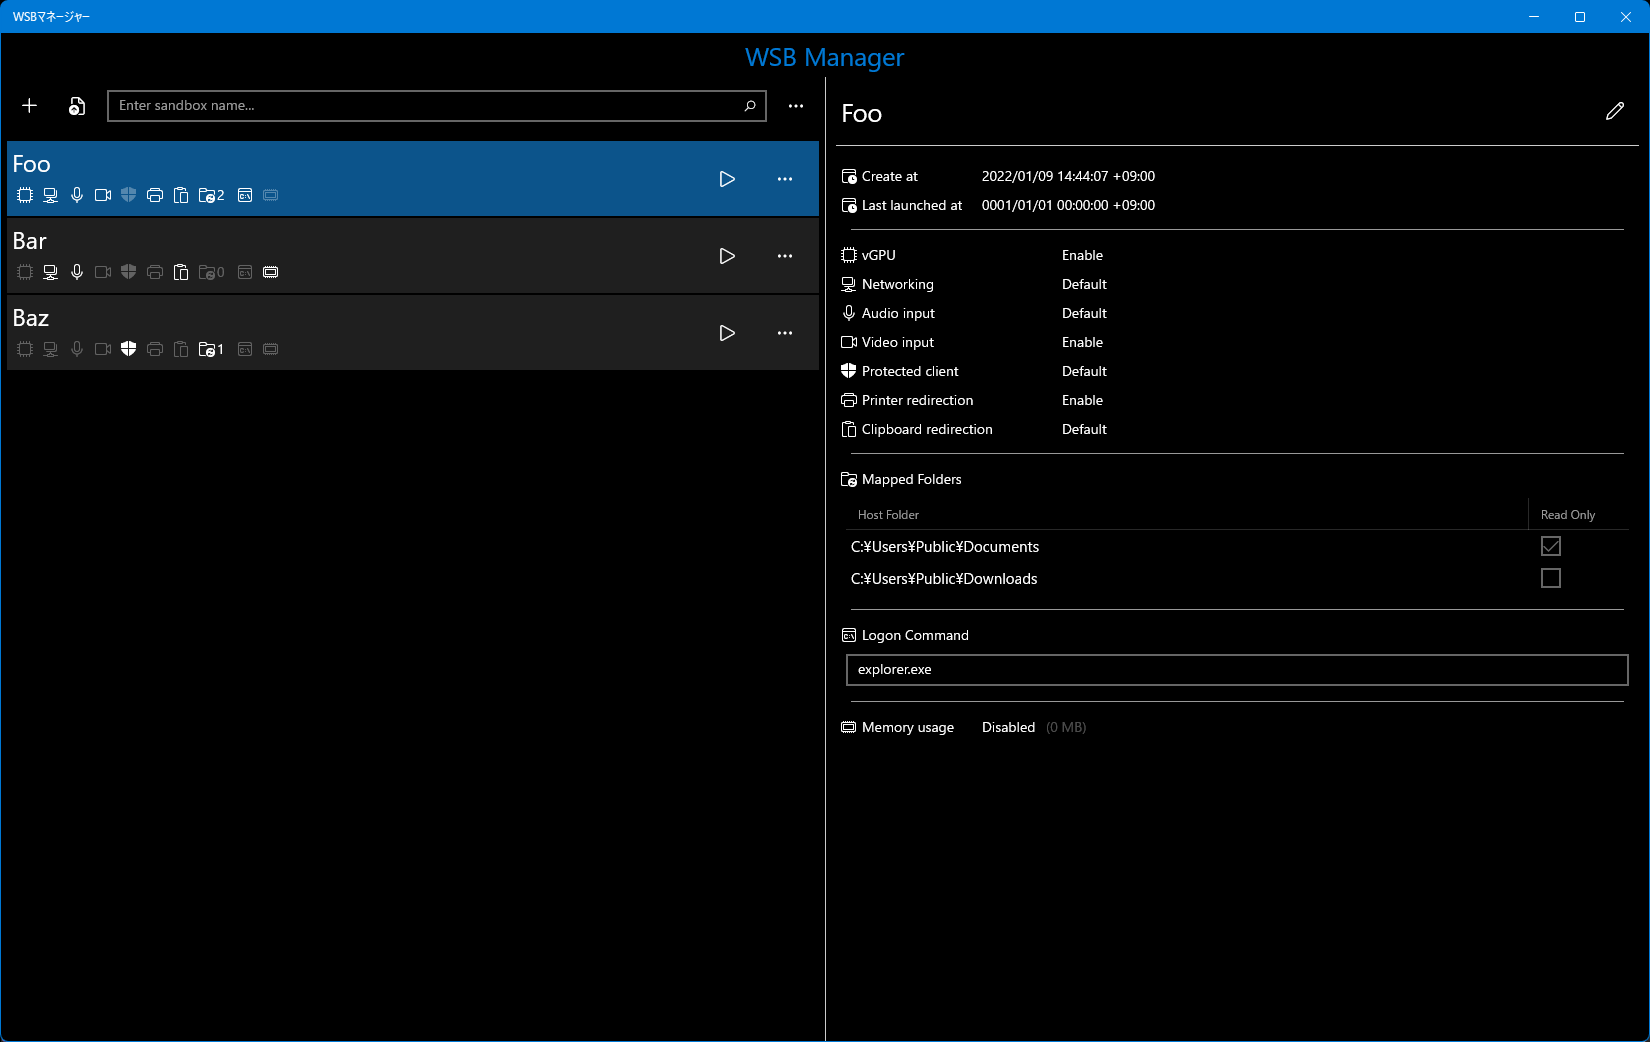 WSBマネージャー
WSB Manager
Enter sandbox name...
Foo
2
Bar
0
Baz
1
Foo
Create at 2022/01/09 14:44:07 +09:00
Last launched at 0001/01/01 00:00:00 +09:00
vGPU Enable
Networking Default
Audio input Default
Video input Enable
Protected client Default
Printer redirection Enable
Clipboard redirection Default
Mapped Folders
Host Folder Read Only
C:¥Users¥Public¥Documents
C:¥Users¥Public¥Downloads
Logon Command
explorer.exe
Memory usage Disabled (0 MB)